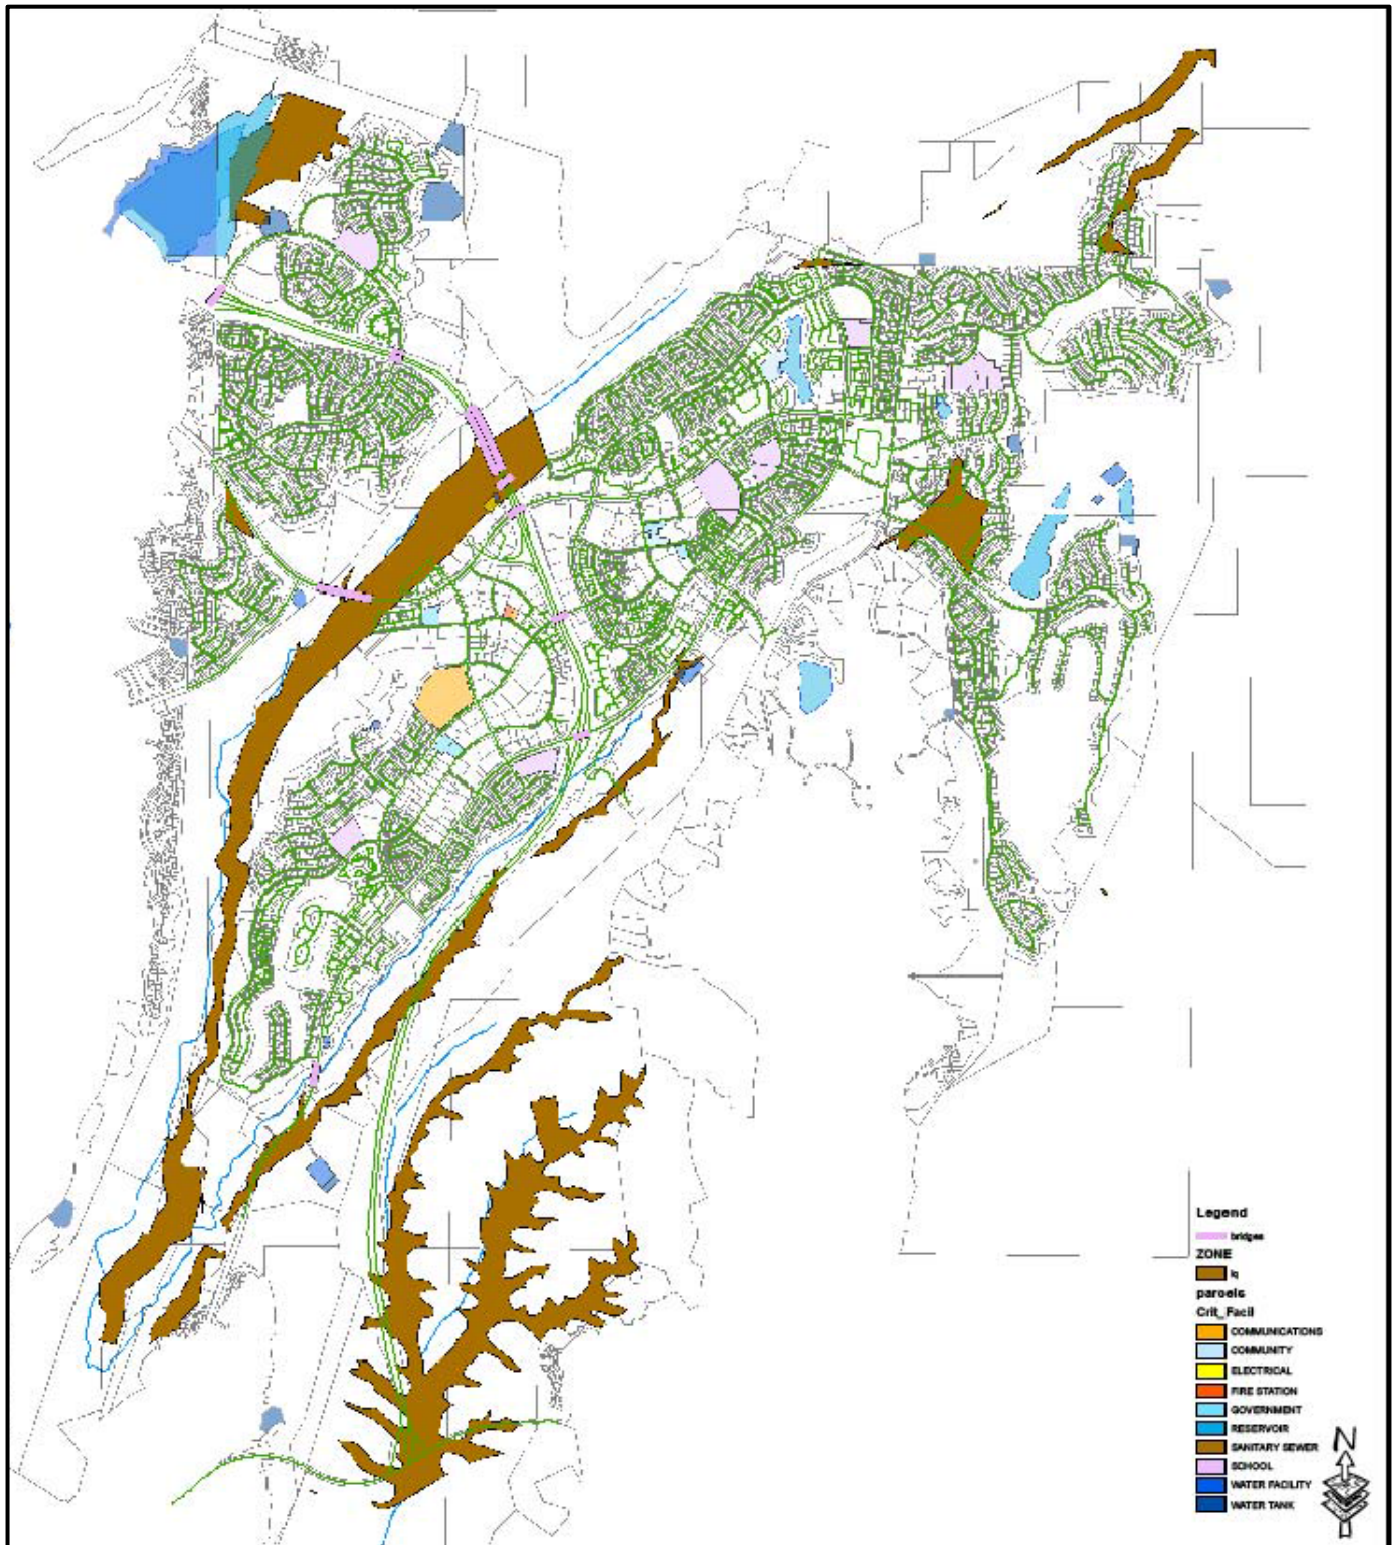 Legend
bridges
ZONE
lq
parcels
Crit_Facil
COMMUNICATIONS
COMMUNITY
ELECTRICAL
FIRE STATION
GOVERNMENT
RESERVOIR
SANITARY SEWER
SCHOOL
WATER FACILITY
WATER TANK
N